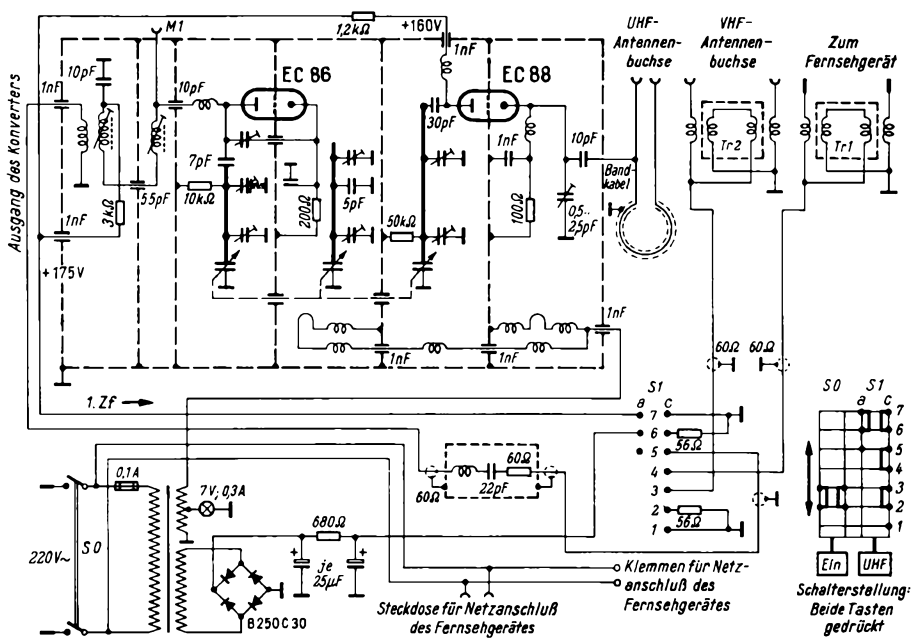 M1
1,2kΩ
+160V
UHF-
Antennen-
buchse
VHF-
Antennen-
buchse
Zum
Fernsehgerät
1nF
EC 86
EC 88
10pF
1nF
10pF
30pF
1nF
10pF
Tr2
Tr1
7pF
Band-
kabel
55pF
10kΩ
5pF
3kΩ
200Ω
50kΩ
100Ω
0,5..
25pF
1nF
+175V
Ausgang des Konverters
1nF
1nF
1nF
60Ω
60Ω
1.Zf
S1
a c
7
6
5
4
3
2
1
56Ω
56Ω
S0 S1
a c
7
6
5
4
3
2
1
Ein
UHF
Schalterstellung:
Beide Tasten
gedrückt
60Ω
22pF
60Ω
0,1A
7V; 0,3A
220V~
S0
680Ω
je
25µF
B250C30
Klemmen für Netz-
anschluß des
Fernsehgerätes
Steckdose für Netzanschluß
des Fernsehgerätes